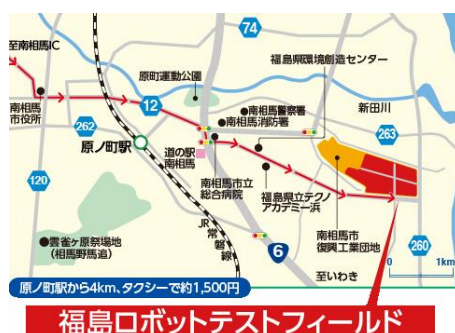 74
至南相馬IC
福島県環境創造センター
原町運動公園
12
●南相馬警察署
●南相馬消防署
新田川
南相馬
市役所
262
263
原ノ町駅
道の駅
南相馬
南相馬市立
総合病院
福島県立テクノ
アカデミー浜
120
南相馬市
復興工業団地
●雲雀ヶ原祭場地
(相馬野馬追)
JR常磐線
6
260
至いわき
0 1km
原ノ町駅から4km、タクシーで約1,500円
福島ロボットテストフィールド